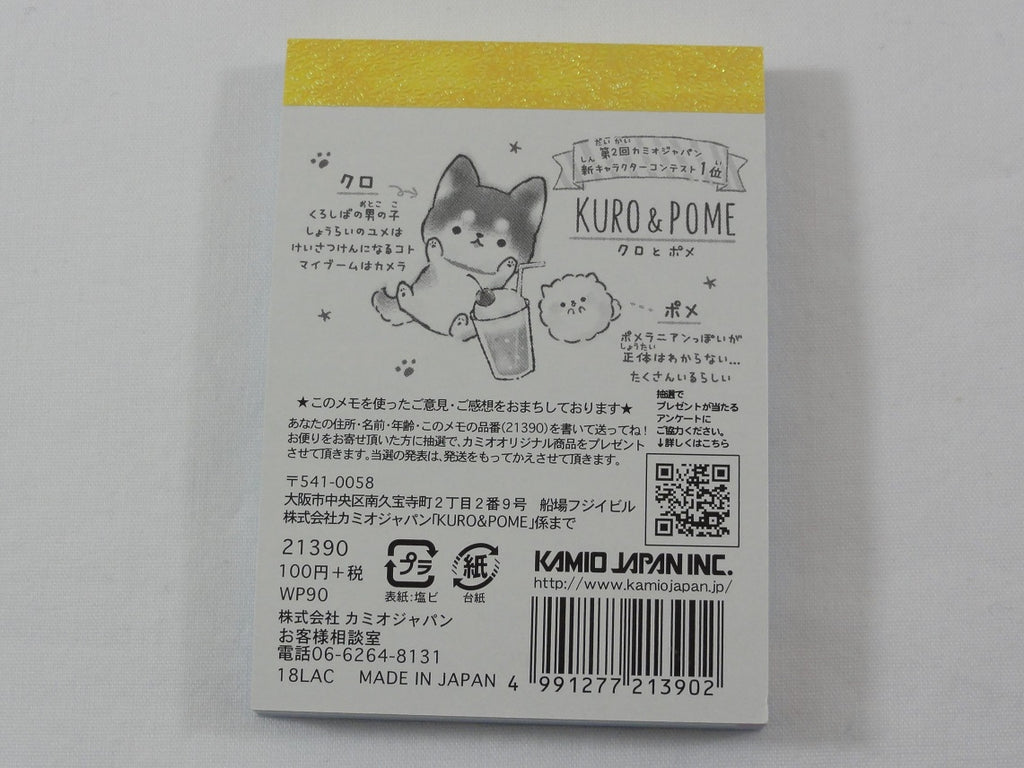 だい かい
第2回カミオジャパン
しん
新キャラクターコンテスト1位
い
KURO & POME
クロとポメ
クロ
おとこ こ
くろしばの男の子
しょうらいのユメは
けいさつけんになるコト
マイブームはカメラ
ポメ
ポメラニアンっぽいが
しょうたい
正体はわからない…
たくさんいるらしい
★このメモを使ったご意見・ご感想をおまちしております★
あなたの住所・名前・年齢・このメモの品番(21390)を書いて送ってね!
お便りをお寄せ頂いた方に抽選で、カミオオリジナル商品をプレゼント
させて頂きます。当選の発表は、発送をもってかえさせて頂きます。
抽選で
プレゼントが当たる
アンケートに
ご協力ください。
↓詳しくはこちら
〒541-0058
大阪市中央区南久宝寺町2丁目2番9号 船場フジイビル
株式会社カミオジャパン「KURO&POME」係まで
21390
100円+税
WP90
プラ
表紙:塩ビ
紙
台紙
KAMIO JAPAN INC.
http://www.kamiojapan.jp/
株式会社 カミオジャパン
お客様相談室
電話06-6264-8131
18LAC MADE IN JAPAN
4 991277 213902